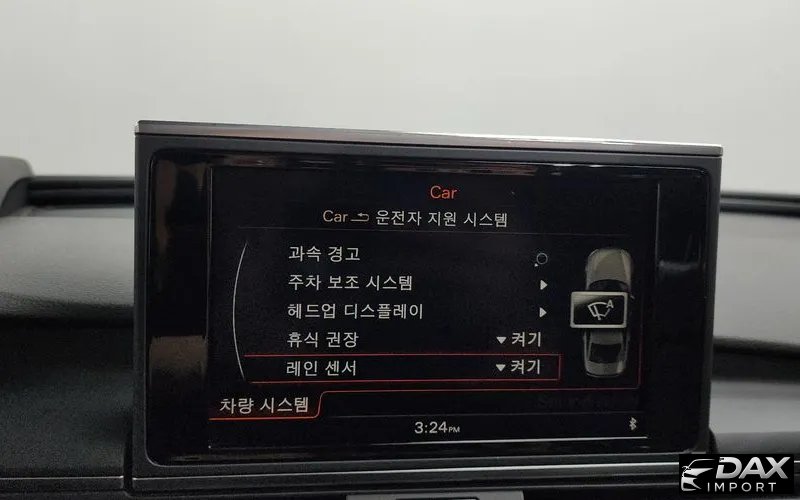 Car
Car 운전자 지원 시스템
과속 경고
주차 보조 시스템
헤드업 디스플레이
휴식 권장 켜기
레인 센서 켜기
A
차량 시스템
3:24PM
DAX
IMPORT